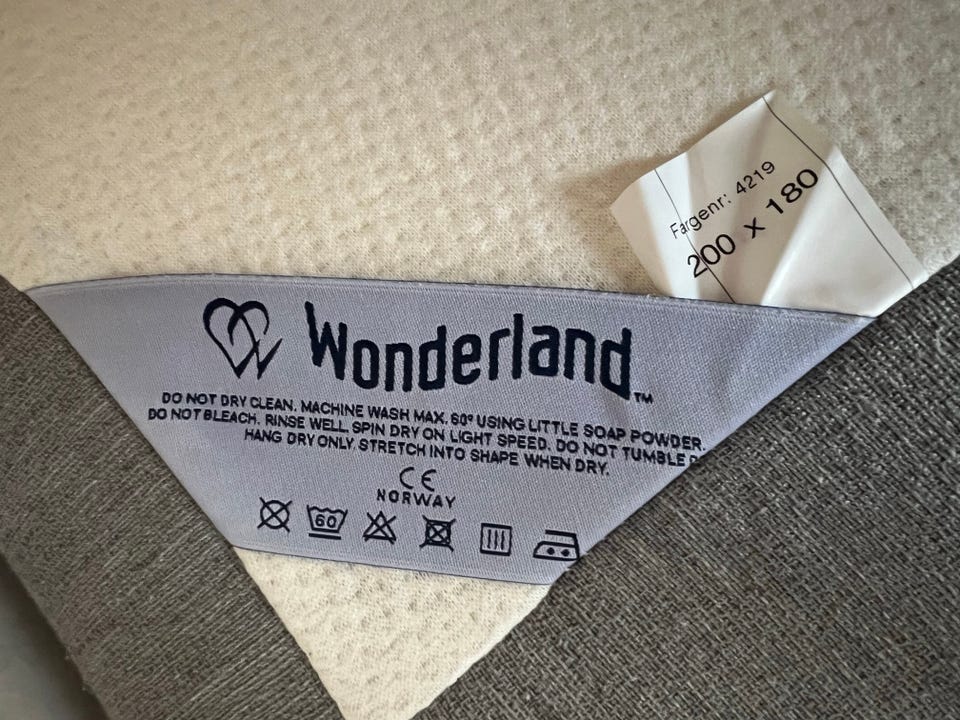 Fargenr: 4219
200 x 180
Wonderland™
DO NOT DRY CLEAN. MACHINE WASH MAX. 60° USING LITTLE SOAP POWDER.
DO NOT BLEACH. RINSE WELL. SPIN DRY ON LIGHT SPEED. DO NOT TUMBLE
HANG DRY ONLY. STRETCH INTO SHAPE WHEN DRY.
CE
NORWAY
60